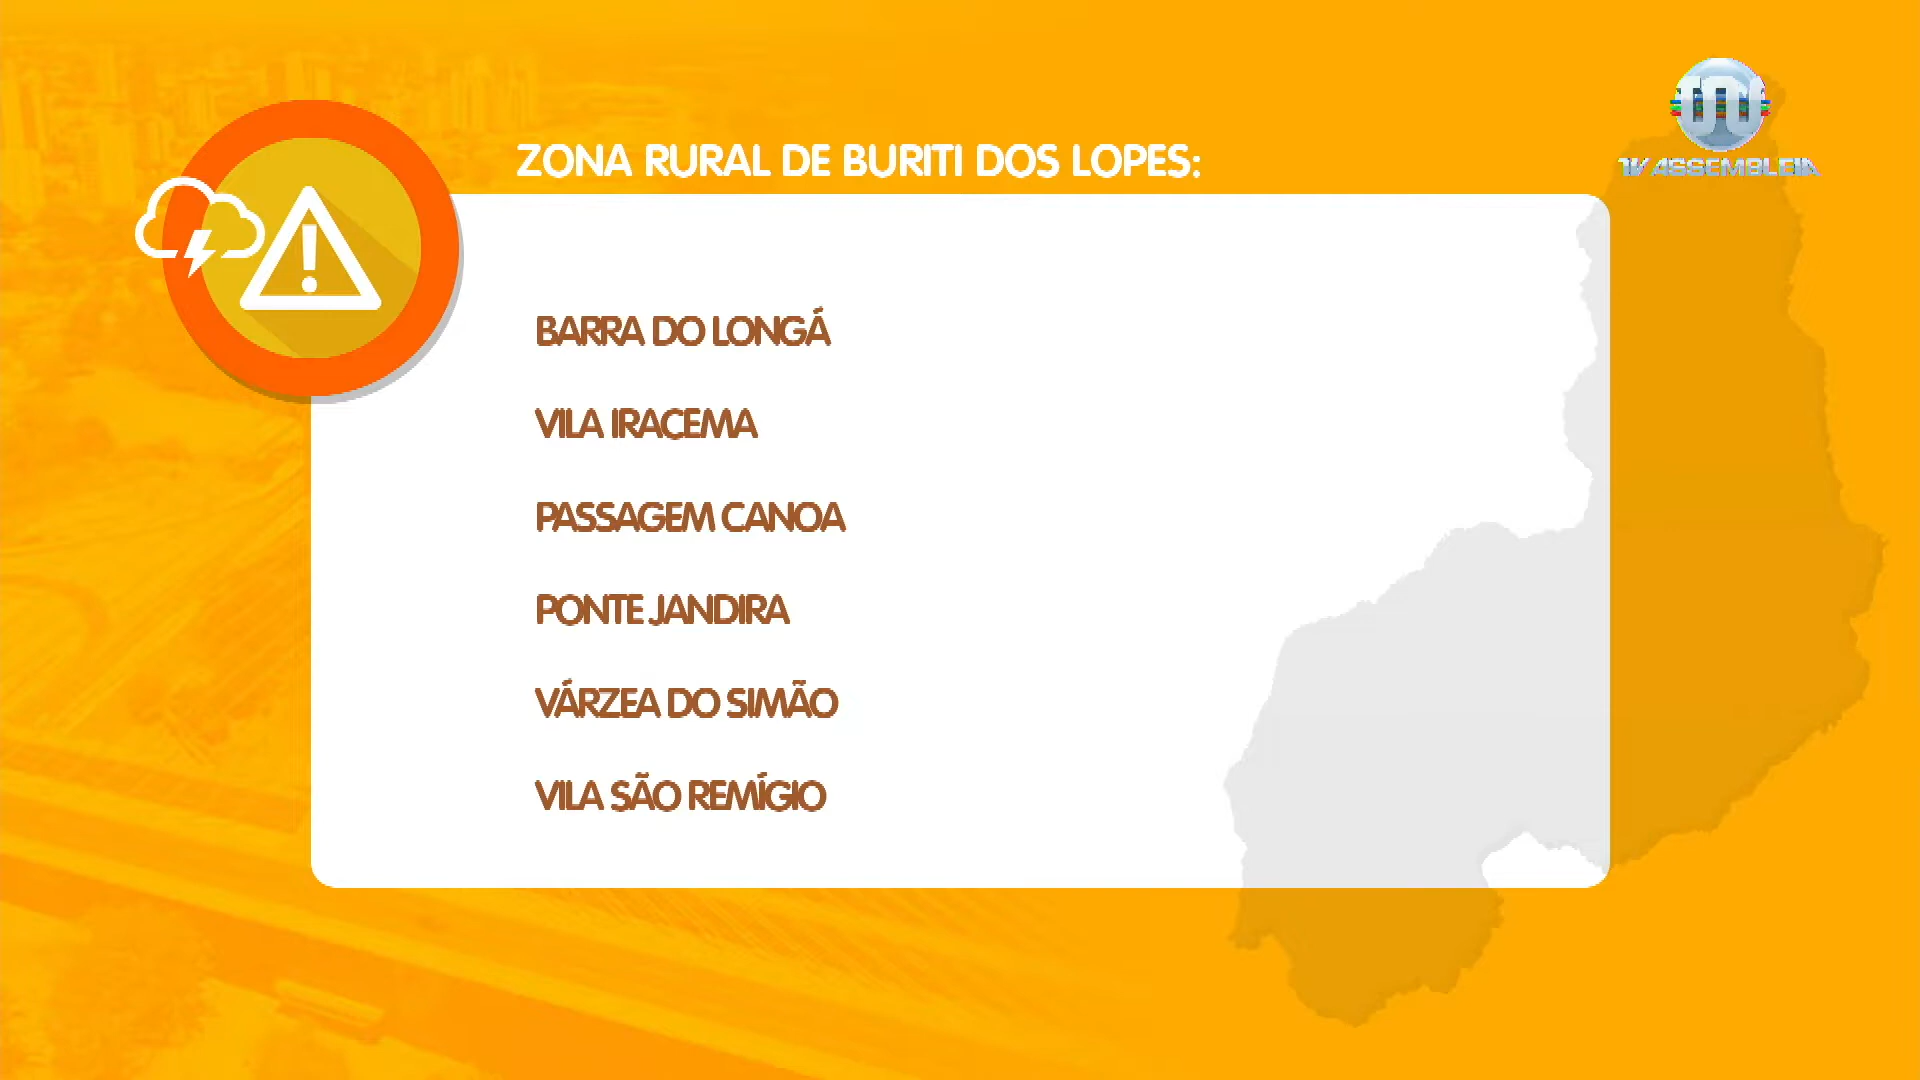 TV ASSEMBLEIA
ZONA RURAL DE BURITI DOS LOPES:
BARRA DO LONGÁ
VILA IRACEMA
PASSAGEM CANOA
PONTE JANDIRA
VÁRZEA DO SIMÃO
VILA SÃO REMÍGIO